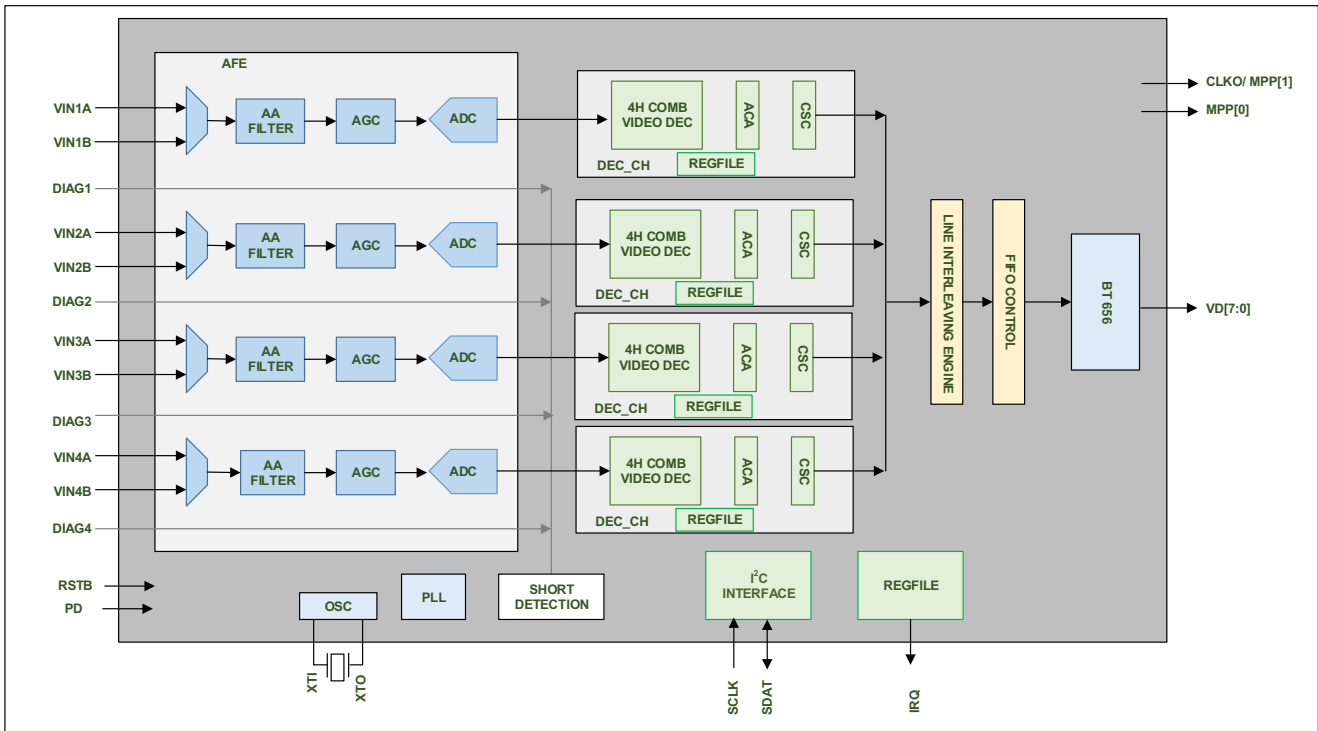 AFE
VIN1A
VIN1B
AA
FILTER
AGC
ADC
4H COMB
VIDEO DEC
ACA
CSC
DEC_CH
REGFILE
CLKO/ MPP[1]
MPP[0]
DIAG1
VIN2A
VIN2B
AA
FILTER
AGC
ADC
4H COMB
VIDEO DEC
ACA
CSC
DEC_CH
REGFILE
DIAG2
VIN3A
VIN3B
AA
FILTER
AGC
ADC
4H COMB
VIDEO DEC
ACA
CSC
DEC_CH
REGFILE
DIAG3
VIN4A
VIN4B
AA
FILTER
AGC
ADC
4H COMB
VIDEO DEC
ACA
CSC
DEC_CH
REGFILE
DIAG4
LINE INTERLEAVING ENGINE
FIFO CONTROL
BT 656
VD[7:0]
RSTB
PD
OSC
PLL
SHORT
DETECTION
I²C
INTERFACE
REGFILE
XTI
XTO
SCLK
SDAT
IRQ